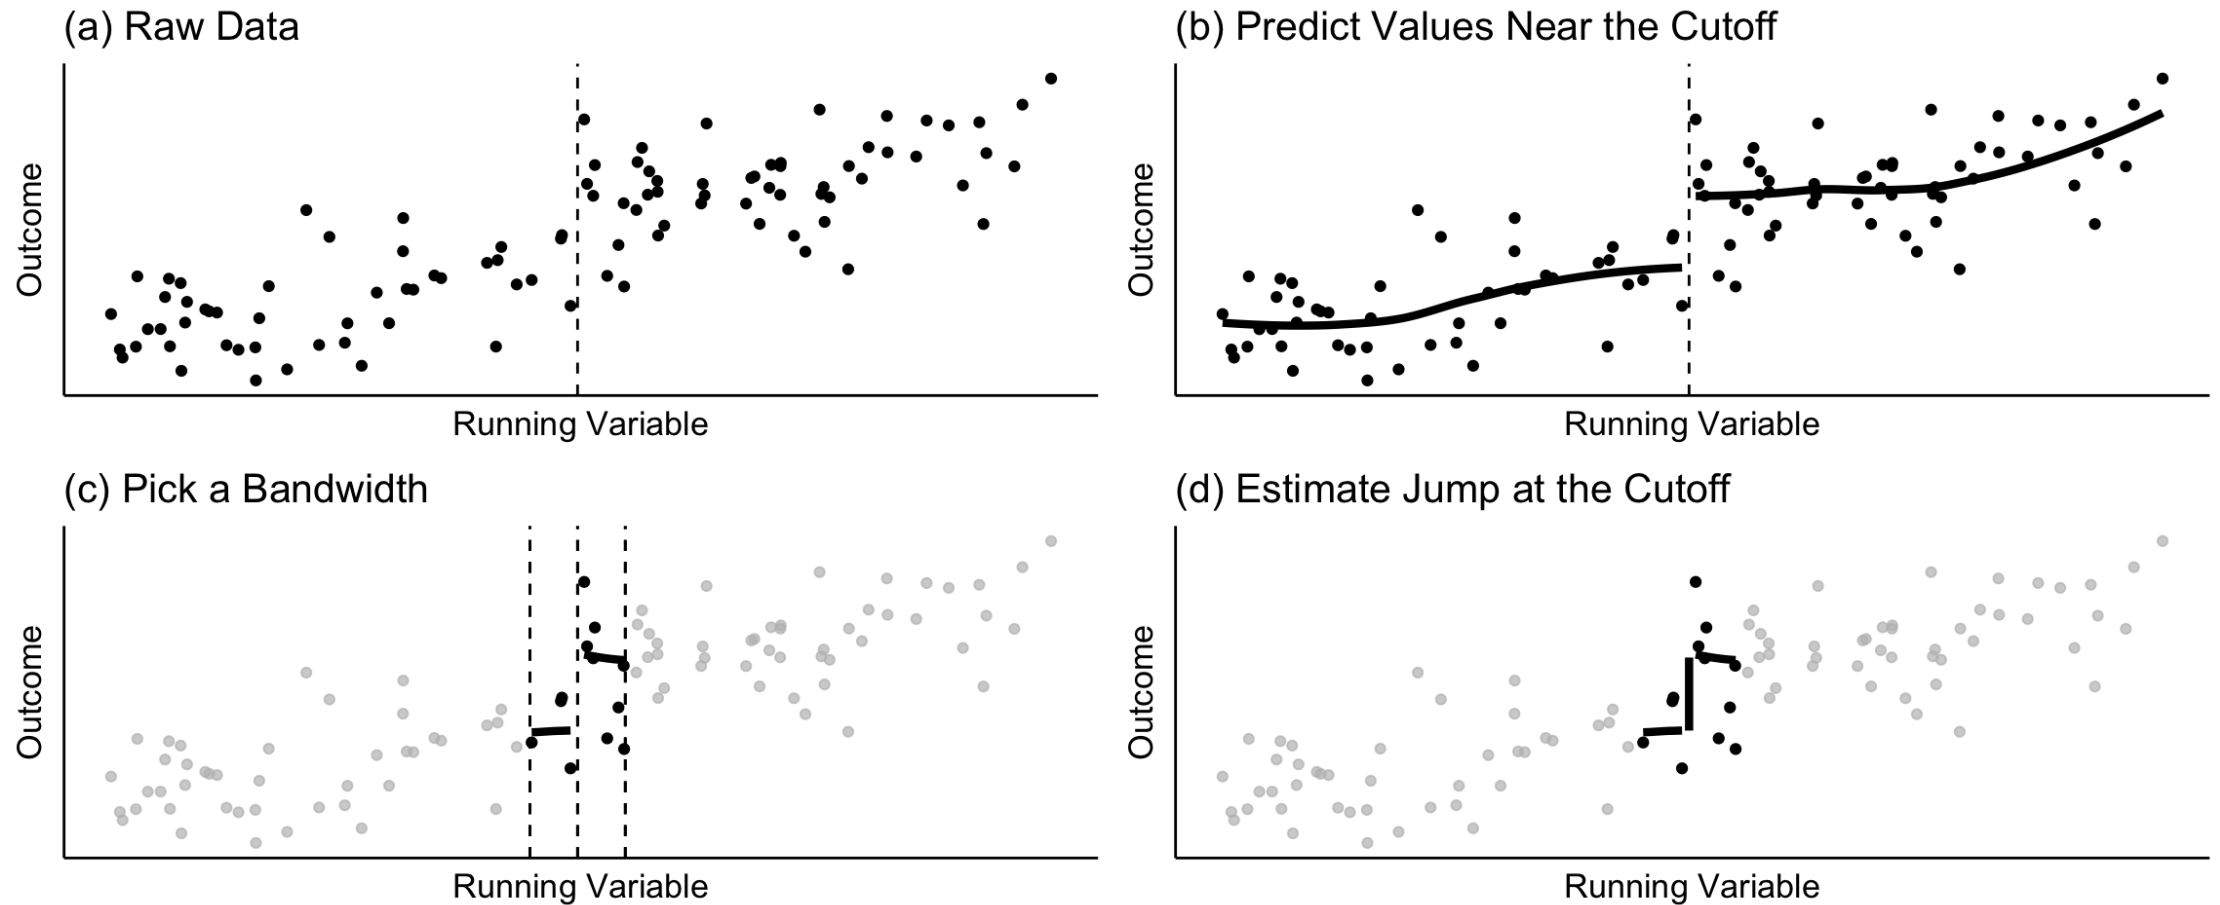 (a) Raw Data
Outcome
Running Variable
(b) Predict Values Near the Cutoff
Outcome
Running Variable
(c) Pick a Bandwidth
Outcome
Running Variable
(d) Estimate Jump at the Cutoff
Outcome
Running Variable